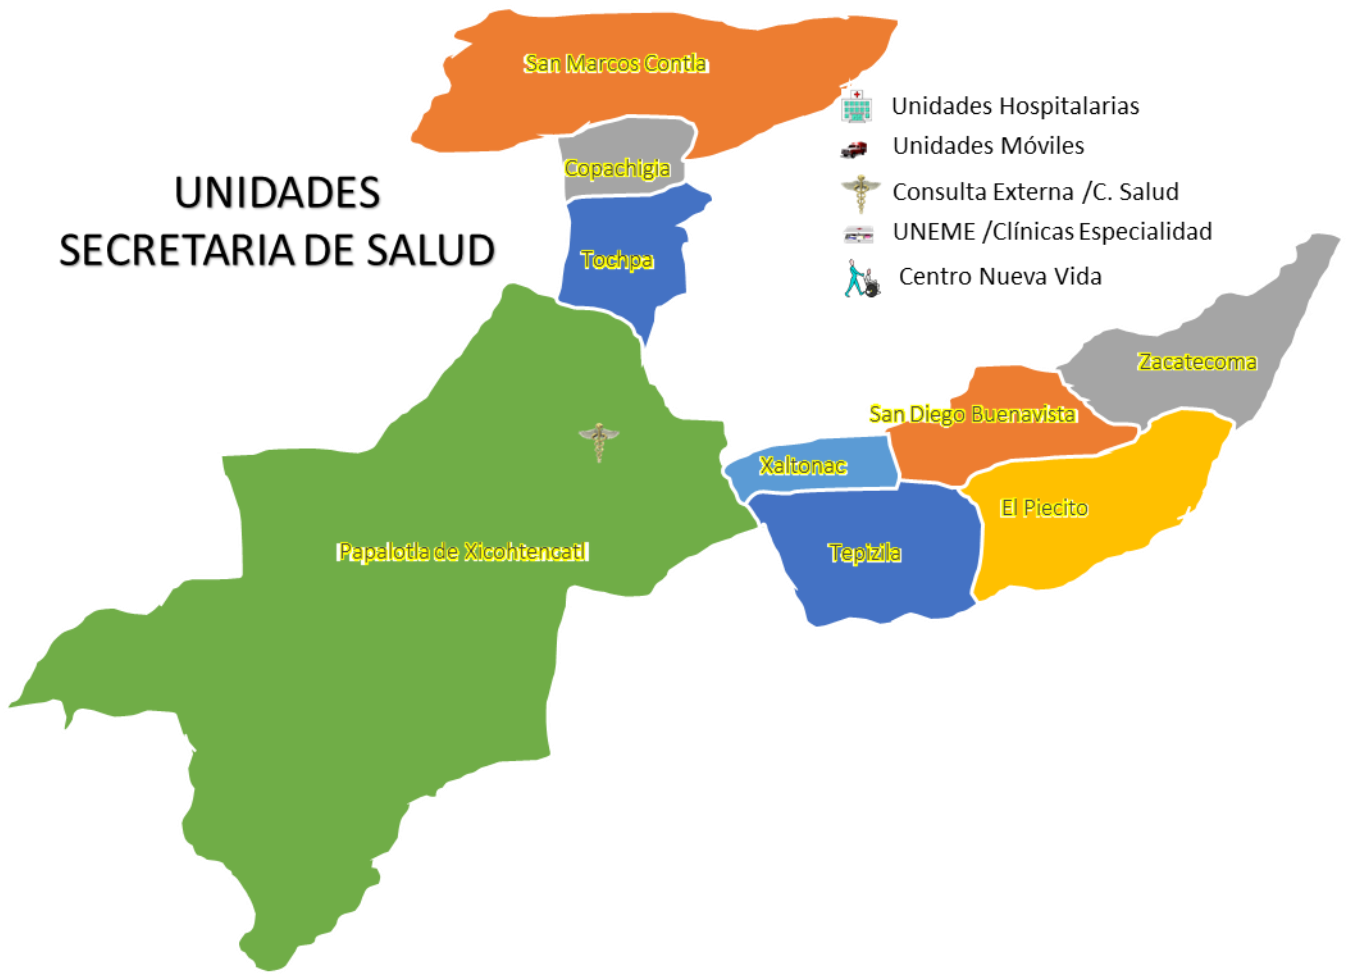 San Marcos Contla
Unidades Hospitalarias
Unidades Móviles
Copachigia
UNIDADES
SECRETARIA DE SALUD
Consulta Externa /C. Salud
UNEME /Clínicas Especialidad
Tochpa
Centro Nueva Vida
Zacatecoma
San Diego Buenavista
Xaltonac
El Piecito
Papalotla de Xicohtencatl
Tepizila